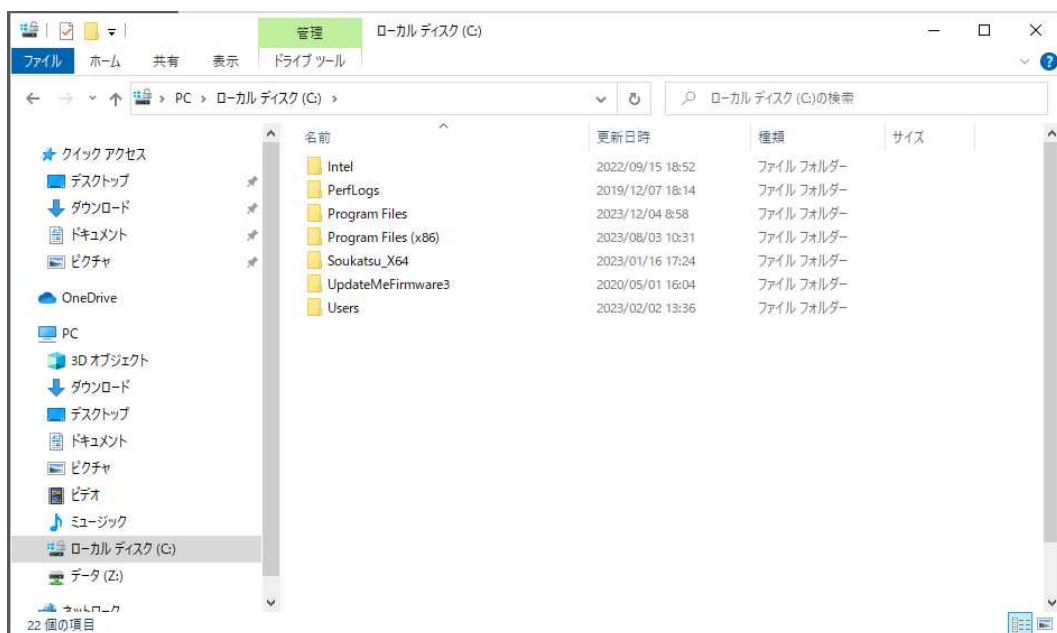 管理
ローカル ディスク (C:)
ファイル ホーム 共有 表示 ドライブ ツール
PC › ローカル ディスク (C:) ›
ローカル ディスク (C:)の検索
クイック アクセス
デスクトップ
ダウンロード
ドキュメント
ピクチャ
OneDrive
PC
3D オブジェクト
ダウンロード
デスクトップ
ドキュメント
ピクチャ
ビデオ
ミュージック
ローカル ディスク (C:)
データ (Z:)
ネットワーク
名前 更新日時 種類 サイズ
Intel 2022/09/15 18:52 ファイル フォルダー
PerfLogs 2019/12/07 18:14 ファイル フォルダー
Program Files 2023/12/04 8:58 ファイル フォルダー
Program Files (x86) 2023/08/03 10:31 ファイル フォルダー
Soukatsu_X64 2023/01/16 17:24 ファイル フォルダー
UpdateMeFirmware3 2020/05/01 16:04 ファイル フォルダー
Users 2023/02/02 13:36 ファイル フォルダー
22 個の項目